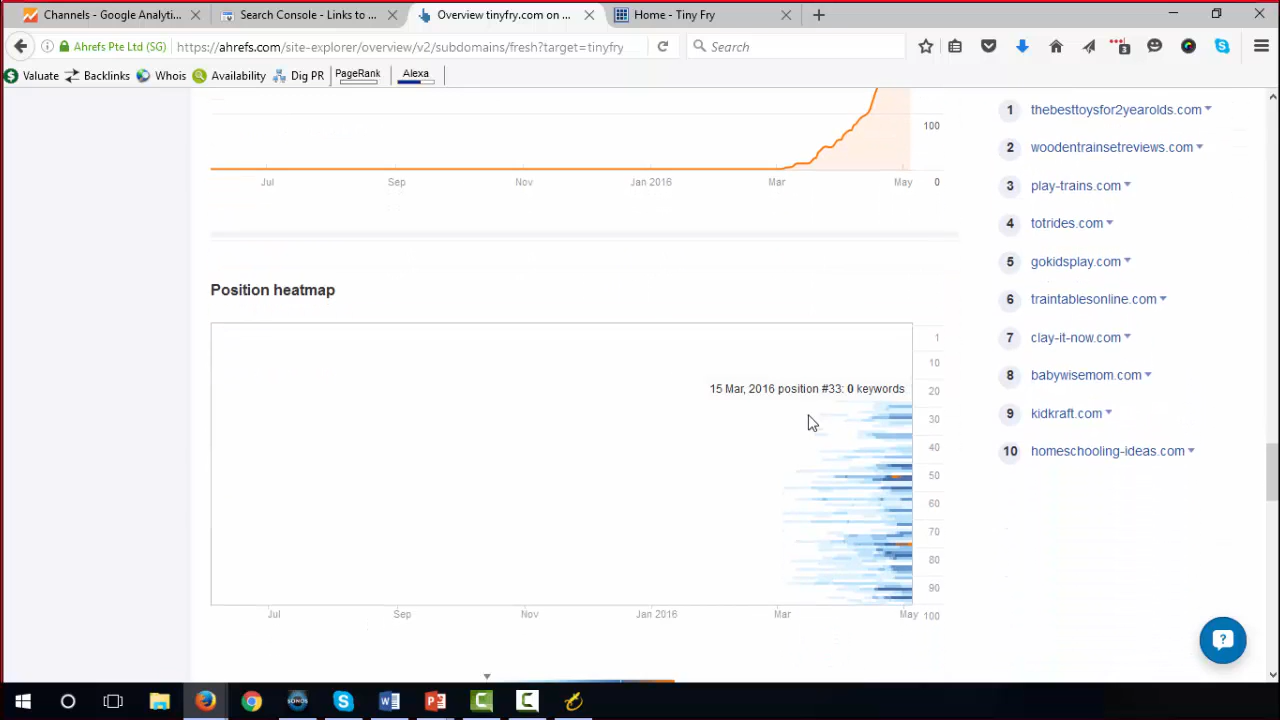 Channels - Google Analyti...
Search Console - Links to ...
Overview tinyfry.com on ...
Home - Tiny Fry
Ahrefs Pte Ltd (SG)
https://ahrefs.com/site-explorer/overview/v2/subdomains/fresh?target=tinyfry
Search
3
Valuate
Backlinks
Whois
Availability
Dig PR
PageRank
Alexa
100
0
Jul Sep Nov Jan 2016 Mar May
Position heatmap
15 Mar, 2016 position #33: 0 keywords
1
10
20
30
40
50
60
70
80
90
100
Jul Sep Nov Jan 2016 Mar May
1 thebesttoysfor2yearolds.com
2 woodentrainsetreviews.com
3 play-trains.com
4 totrides.com
5 gokidsplay.com
6 traintablesonline.com
7 clay-it-now.com
8 babywisemom.com
9 kidkraft.com
10 homeschooling-ideas.com
SONOS